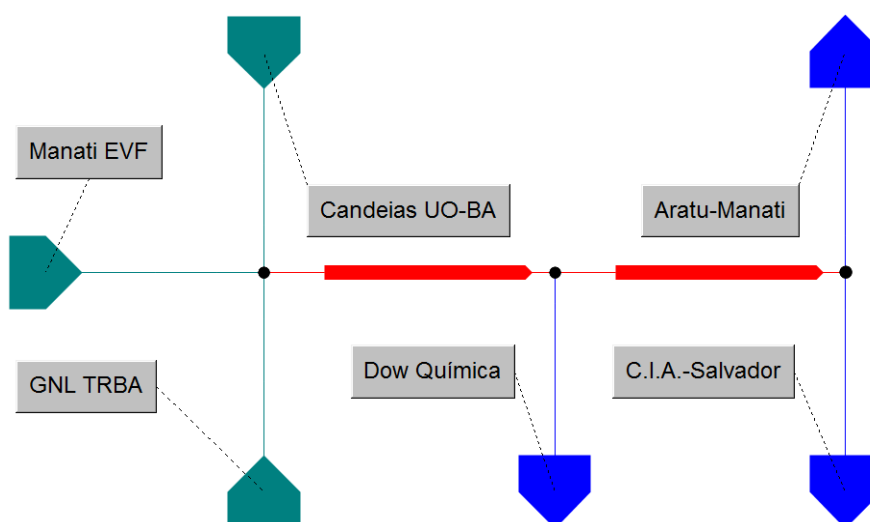 Manati EVF
Candeias UO-BA
Aratu-Manati
GNL TRBA
Dow Química
C.I.A.-Salvador